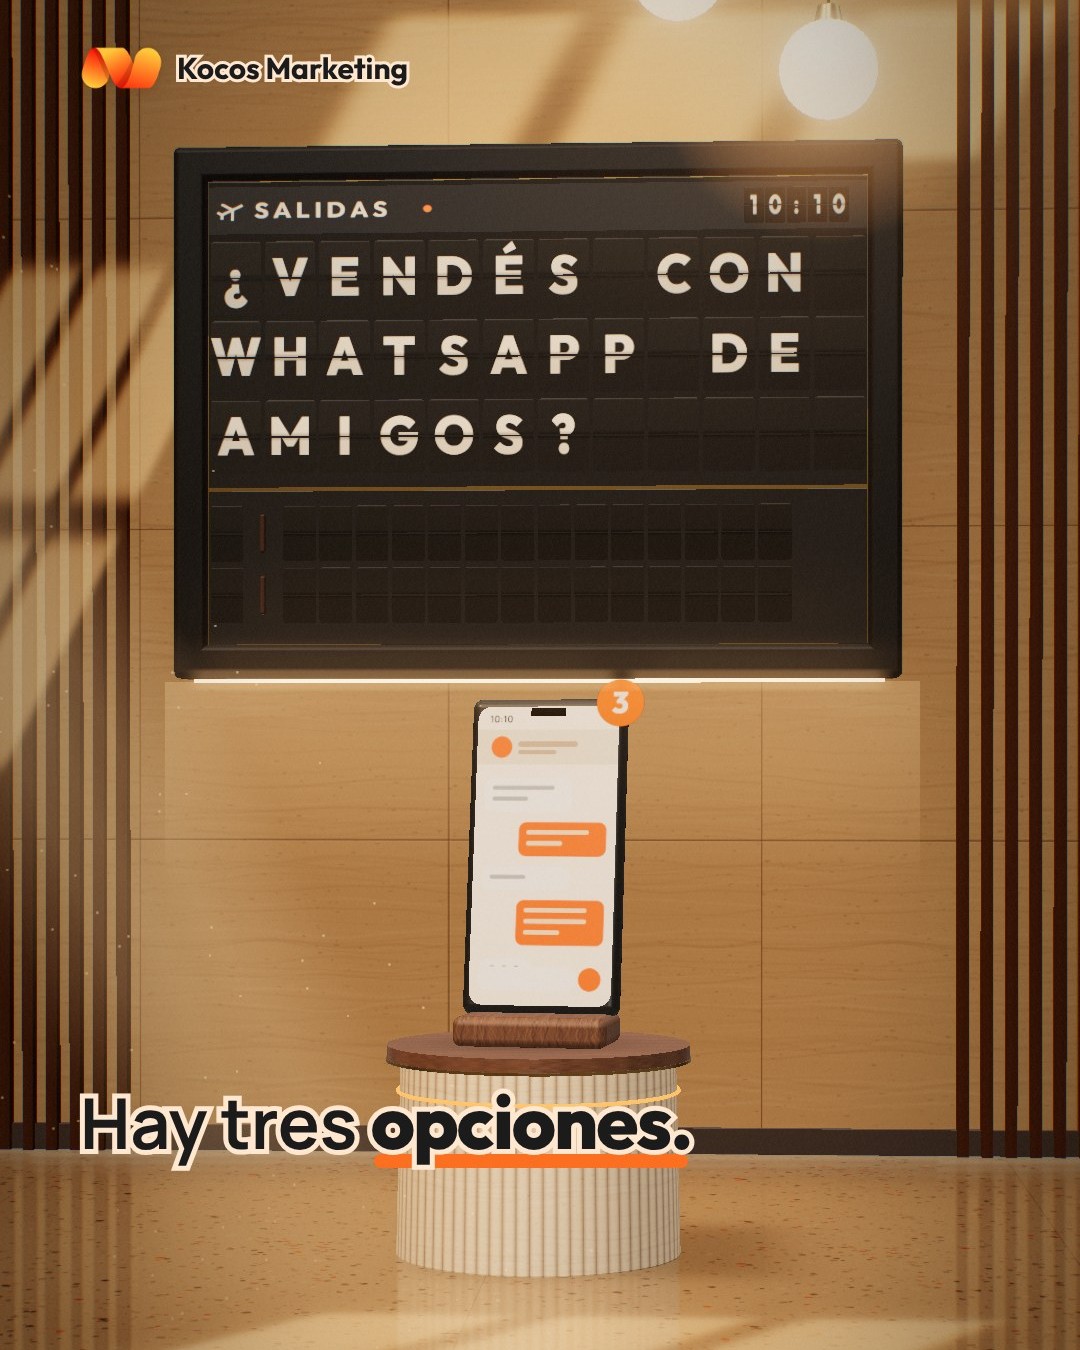 Kocos Marketing
SALIDAS
10:10
¿VENDÉS CON
WHATSAPP DE
AMIGOS?
3
10:10
Hay tres opciones.